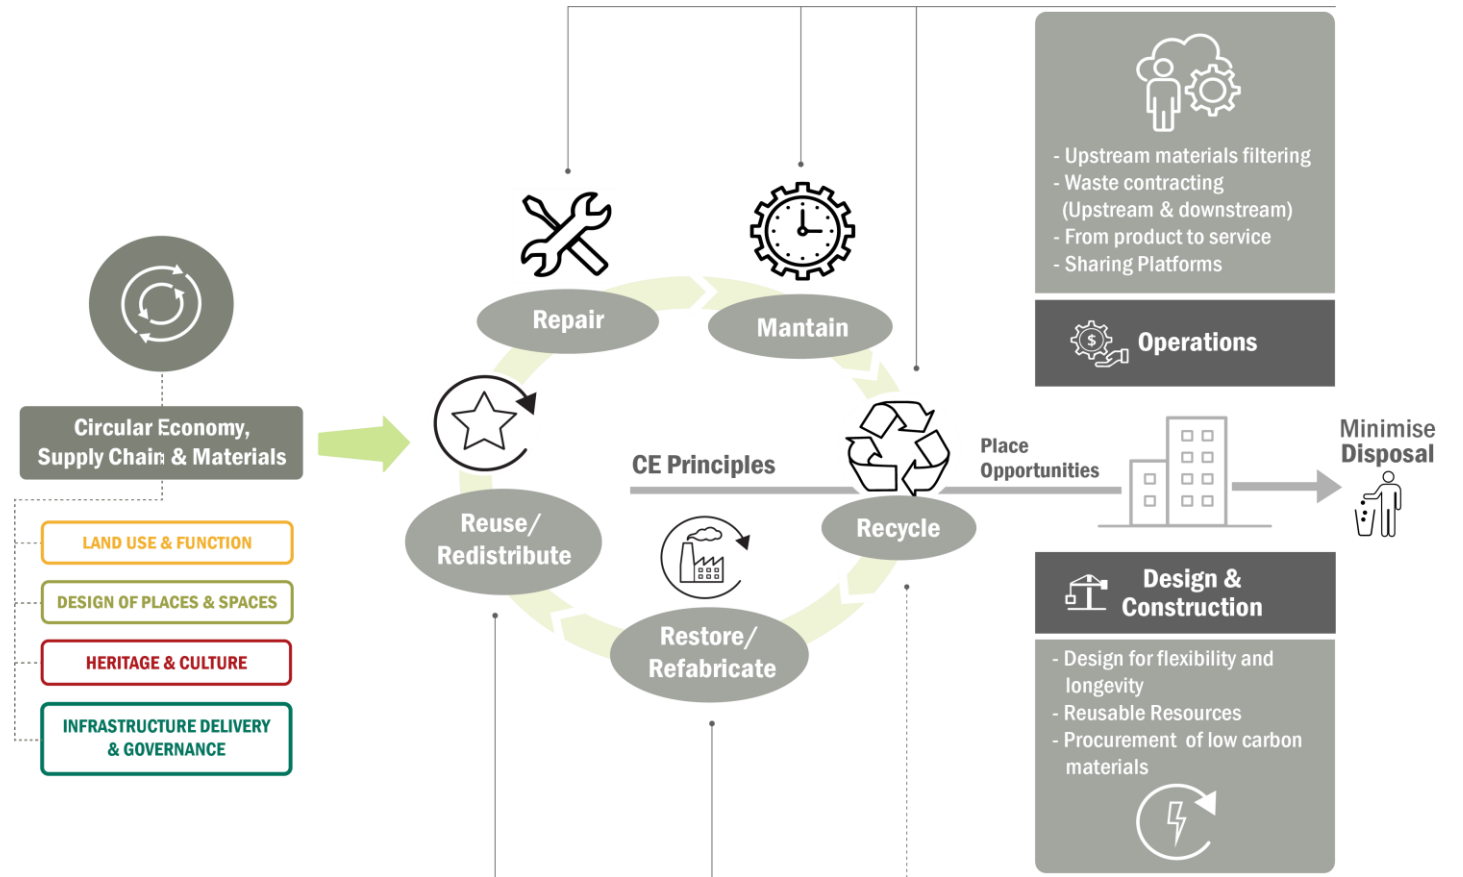 Circular Economy,
Supply Chain & Materials
LAND USE & FUNCTION
DESIGN OF PLACES & SPACES
HERITAGE & CULTURE
INFRASTRUCTURE DELIVERY
& GOVERNANCE
Repair
Mantain
Reuse/
Redistribute
CE Principles
Recycle
Restore/
Refabricate
Place
Opportunities
- Upstream materials filtering
- Waste contracting
(Upstream & downstream)
- From product to service
- Sharing Platforms
$
Operations
Minimise
Disposal
Design &
Construction
- Design for flexibility and
longevity
- Reusable Resources
- Procurement of low carbon
materials